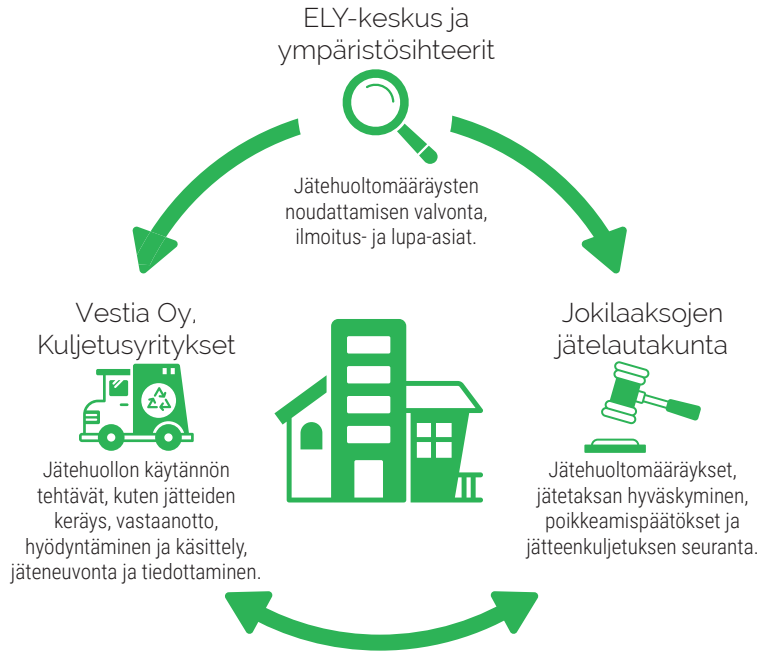 ELY-keskus ja
ympäristösihteerit
Jätehuoltomääräysten
noudattamisen valvonta,
ilmoitus- ja lupa-asiat.
Vestia Oy,
Kuljetusyritykset
Jätehuollon käytännön
tehtävät, kuten jätteiden
keräys, vastaanotto,
hyödyntäminen ja käsittely,
jäteneuvonta ja tiedottaminen.
Jokilaaksojen
jätelautakunta
Jätehuoltomääräykset,
jätetaksan hyväskyminen,
poikkeamispäätökset ja
jätteenkuljetuksen seuranta.